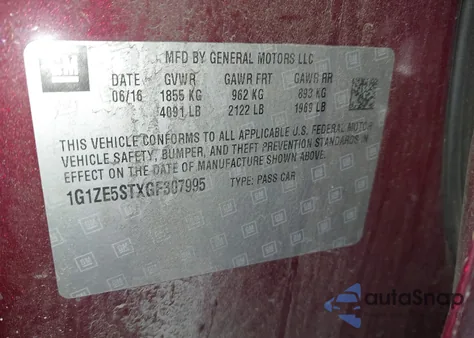 GM
MFD BY GENERAL MOTORS LLC
DATE GVWR GAWR FRT GAWR RR
06/16 1855 KG 962 KG 893 KG
4091 LB 2122 LB 1969 LB
THIS VEHICLE CONFORMS TO ALL APPLICABLE U.S. FEDERAL MOTOR
VEHICLE SAFETY, BUMPER, AND THEFT PREVENTION STANDARDS IN
EFFECT ON THE DATE OF MANUFACTURE SHOWN ABOVE.
1G1ZE5STXGF307995 TYPE: PASS CAR
autoSnap